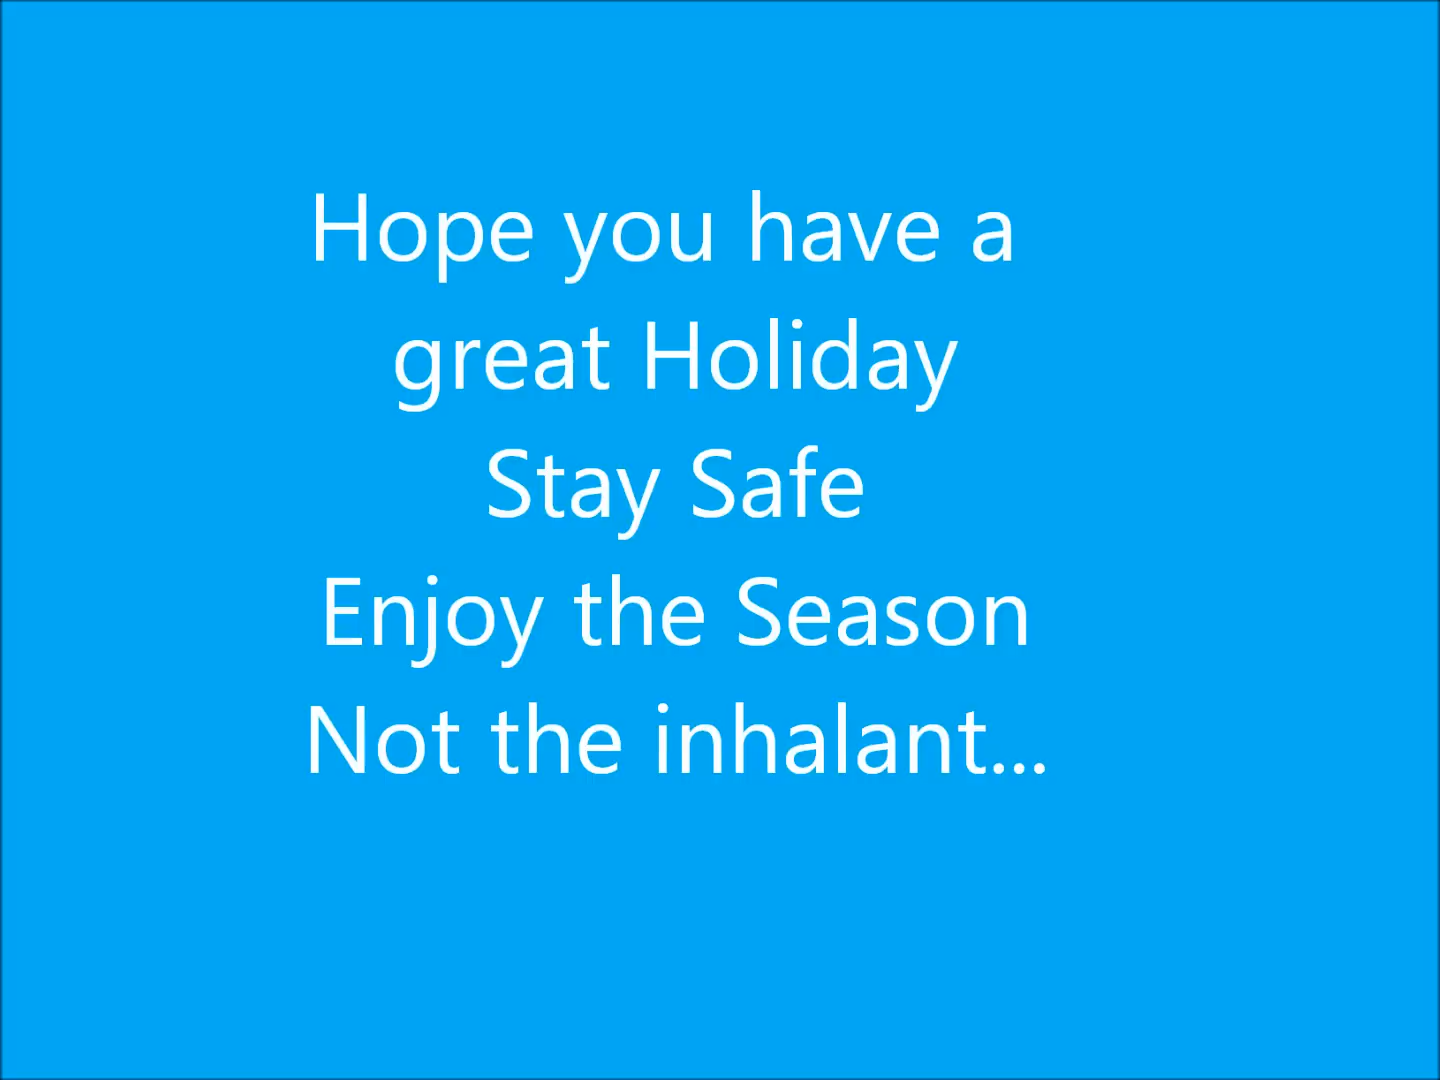 Hope you have a
great Holiday
Stay Safe
Enjoy the Season
Not the inhalant...